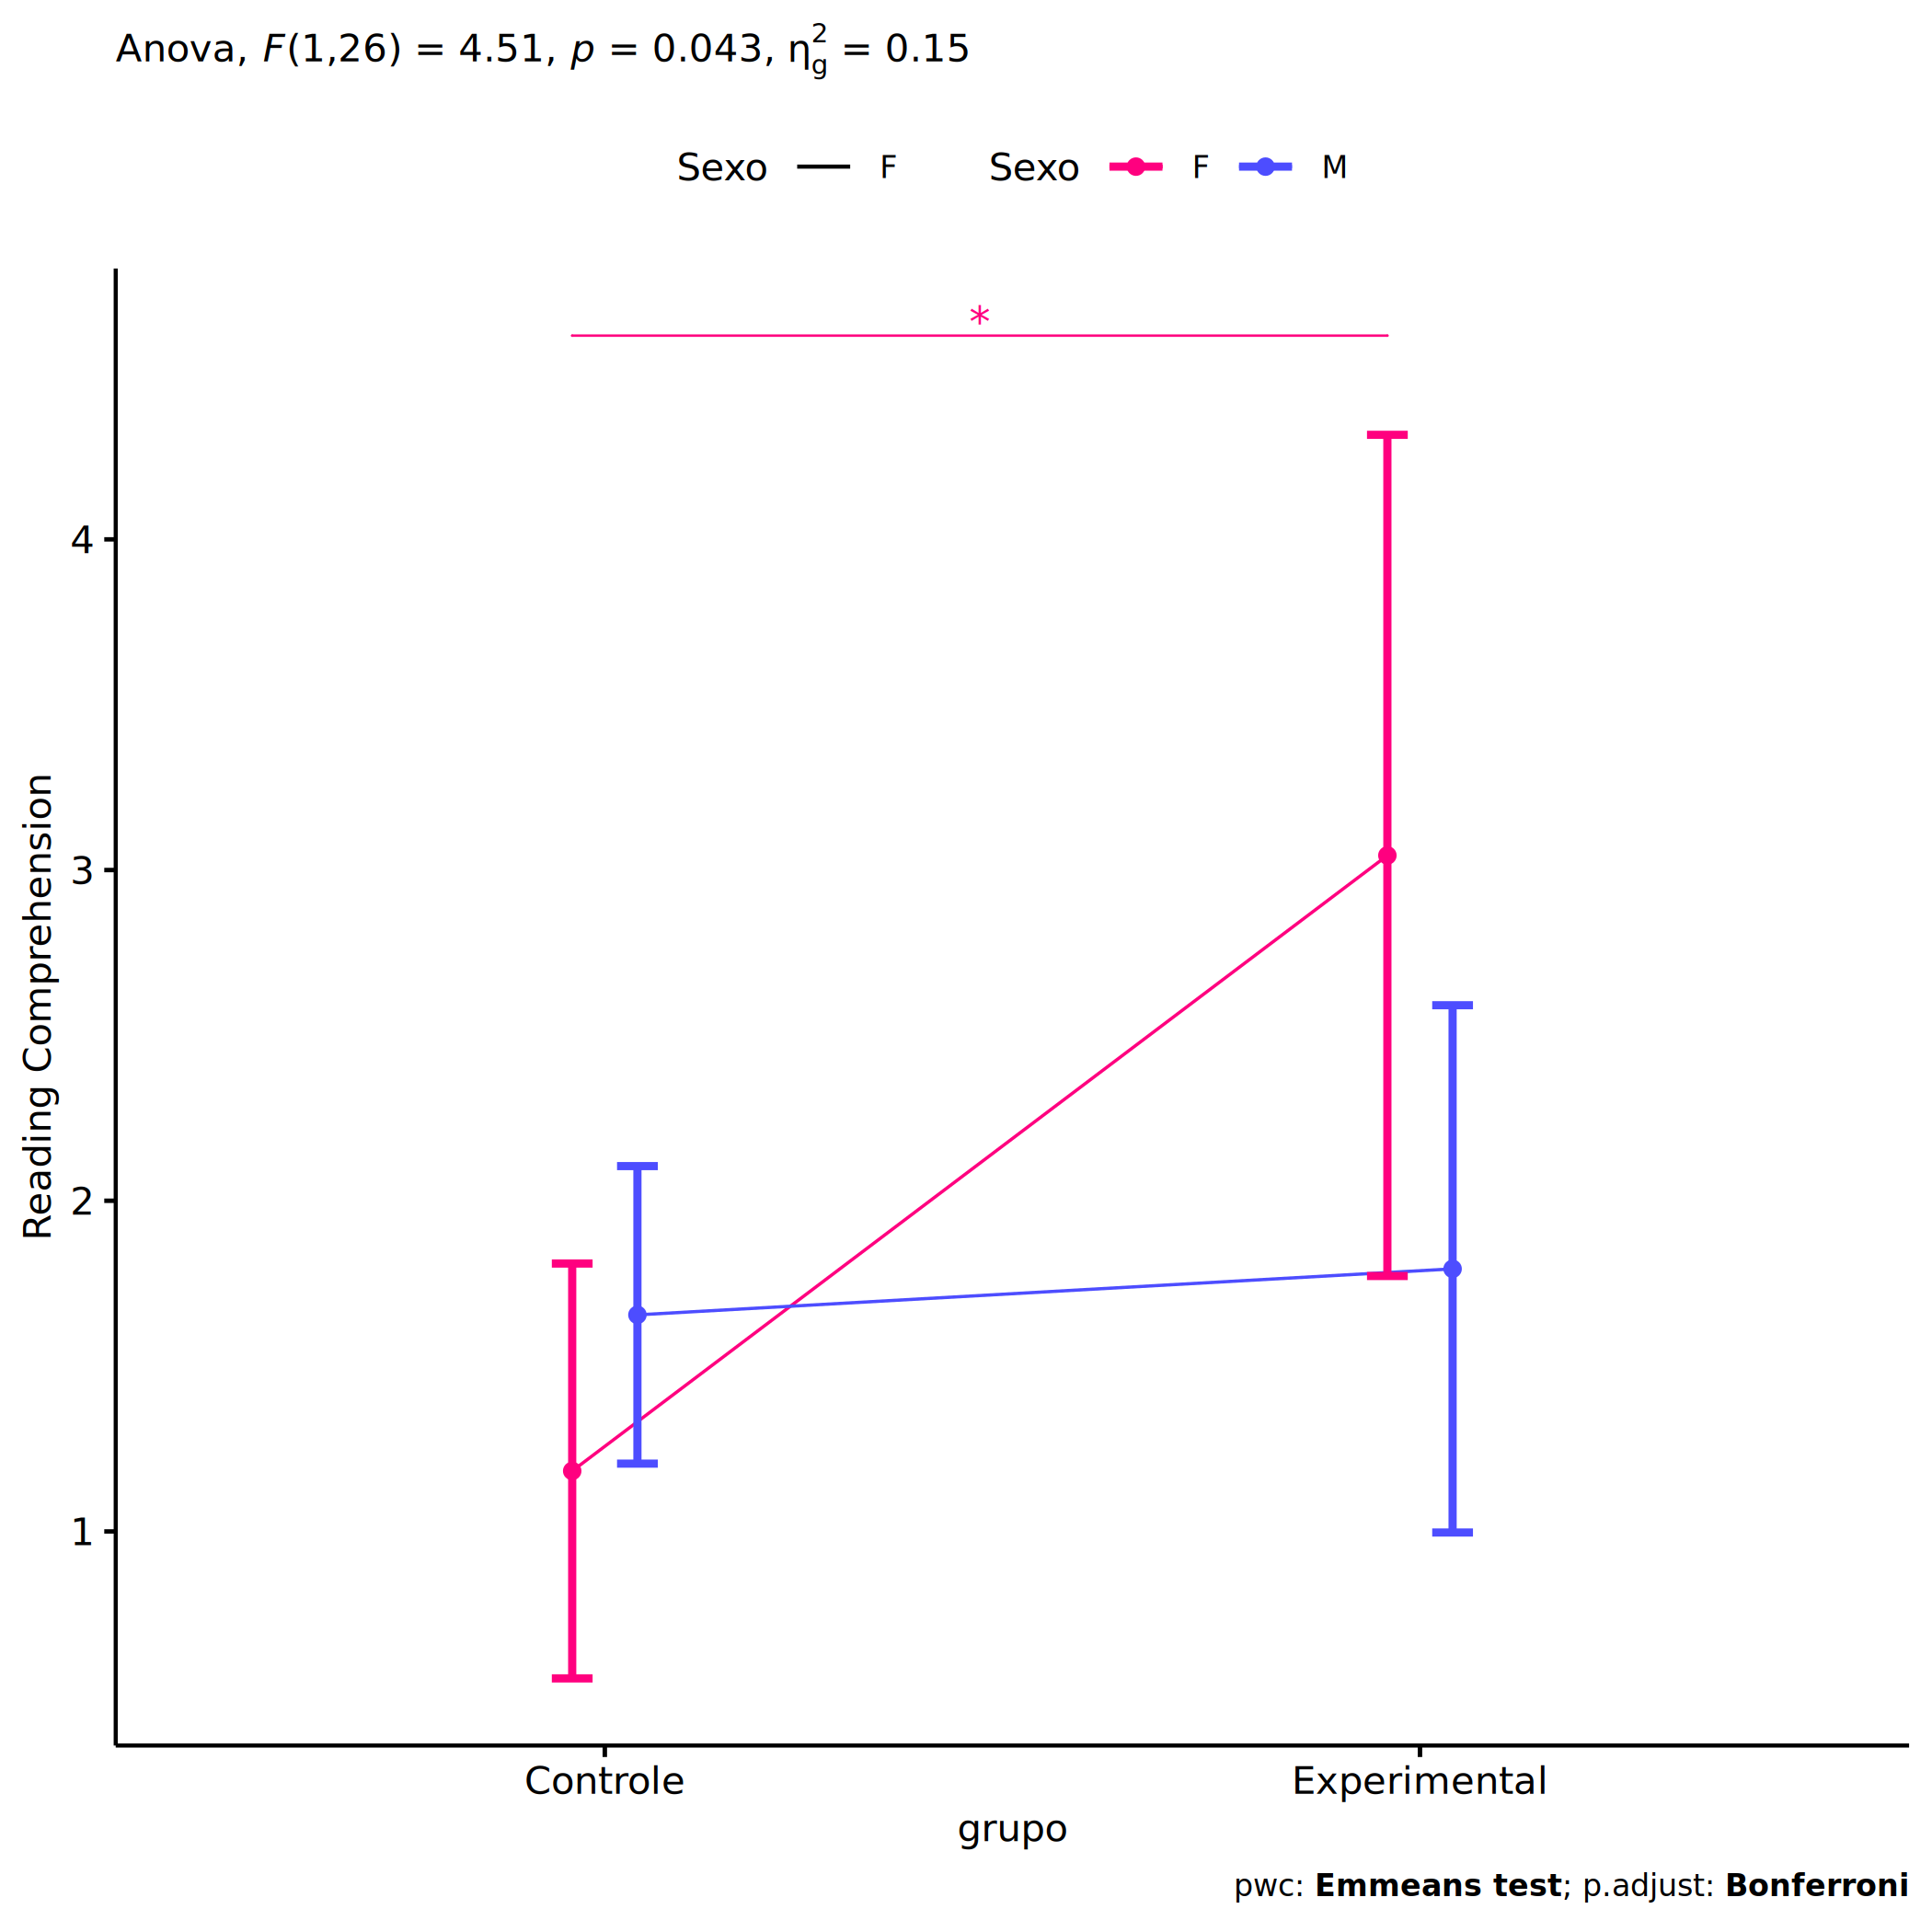 Anova, F(1,26) = 4.51, p = 0.043, η²g = 0.15
Sexo F Sexo F M
*
4
3
2
1
Reading Comprehension
Controle Experimental
grupo
pwc: Emmeans test; p.adjust: Bonferroni